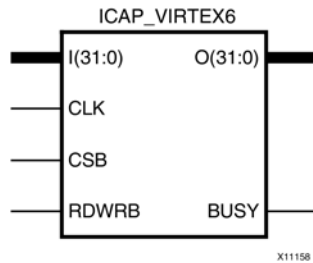 ICAP_VIRTEX6
I(31:0) O(31:0)
CLK
CSB
RDWRB BUSY
X11158